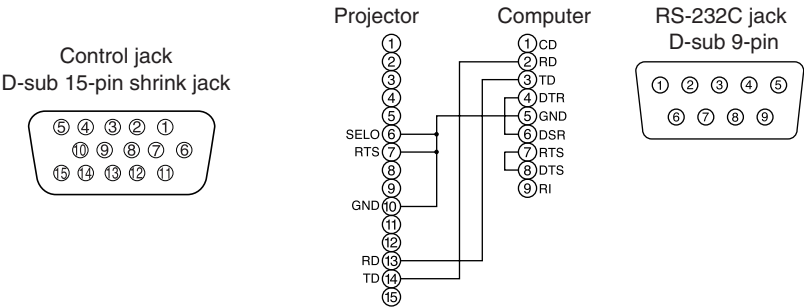 Control jack
D-sub 15-pin shrink jack
5 4 3 2 1
10 9 8 7 6
15 14 13 12 11
Projector
1
2
3
4
5
SELO 6
RTS 7
8
9
GND 10
11
12
RD 13
TD 14
15
Computer
1 CD
2 RD
3 TD
4 DTR
5 GND
6 DSR
7 RTS
8 DTS
9 RI
RS-232C jack
D-sub 9-pin
1 2 3 4 5
6 7 8 9